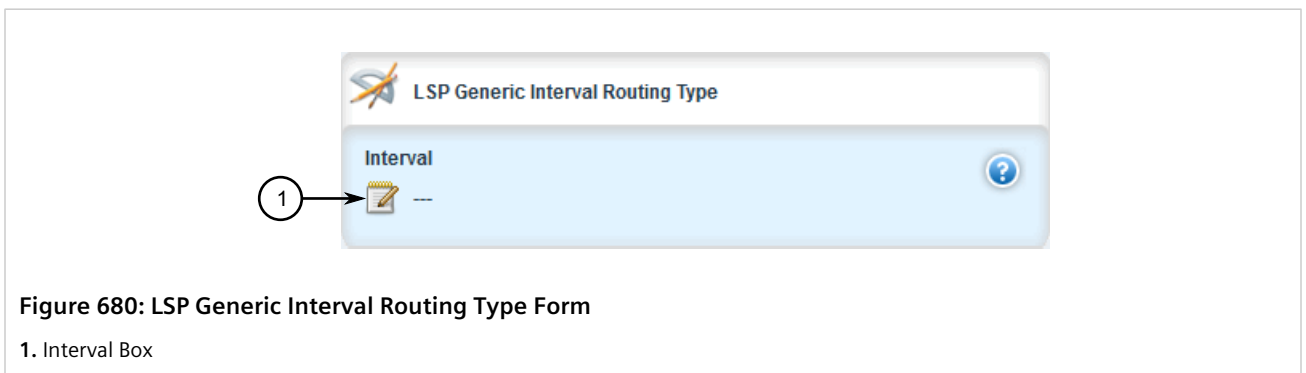 LSP Generic Interval Routing Type
Interval
1
---
Figure 680: LSP Generic Interval Routing Type Form
1. Interval Box